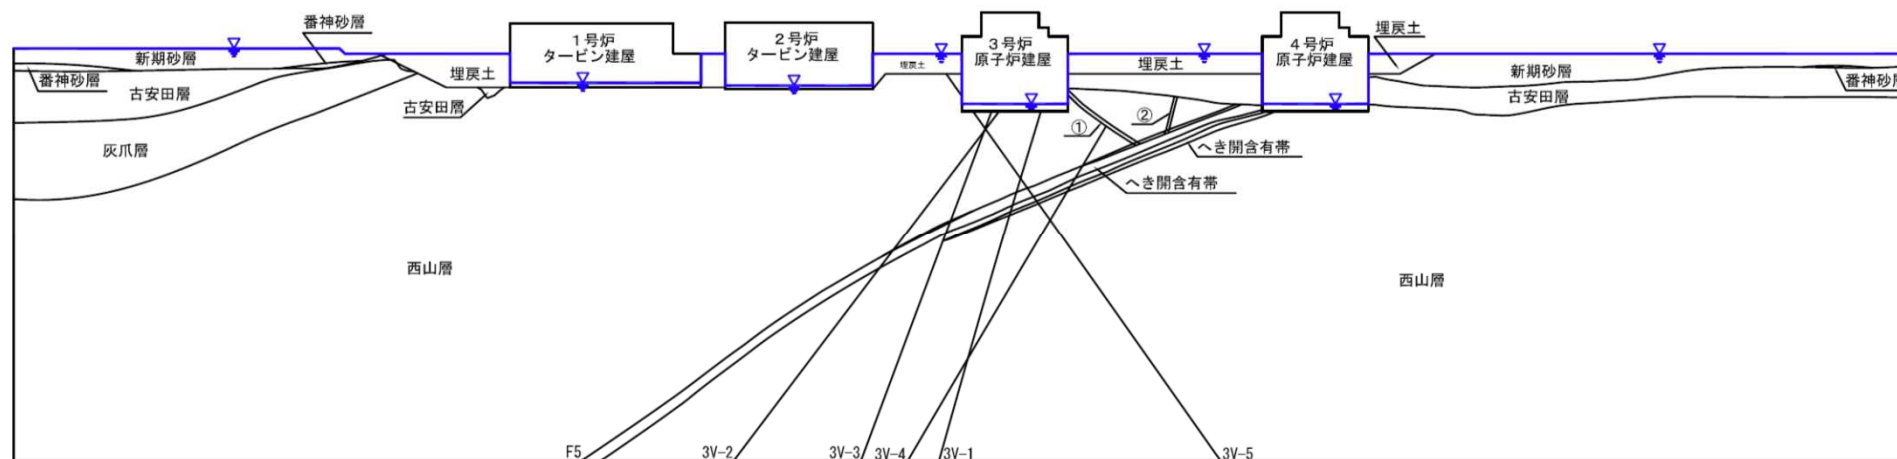 番神砂層
新期砂層
番神砂層
古安田層
灰爪層
埋戻土
古安田層
1号炉
タービン建屋
2号炉
タービン建屋
埋戻土
3号炉
原子炉建屋
埋戻土
4号炉
原子炉建屋
埋戻土
新期砂層
番神砂層
古安田層
①
②
へき開含有帯
へき開含有帯
西山層
西山層
F5
3V-2
3V-3
3V-4
3V-1
3V-5